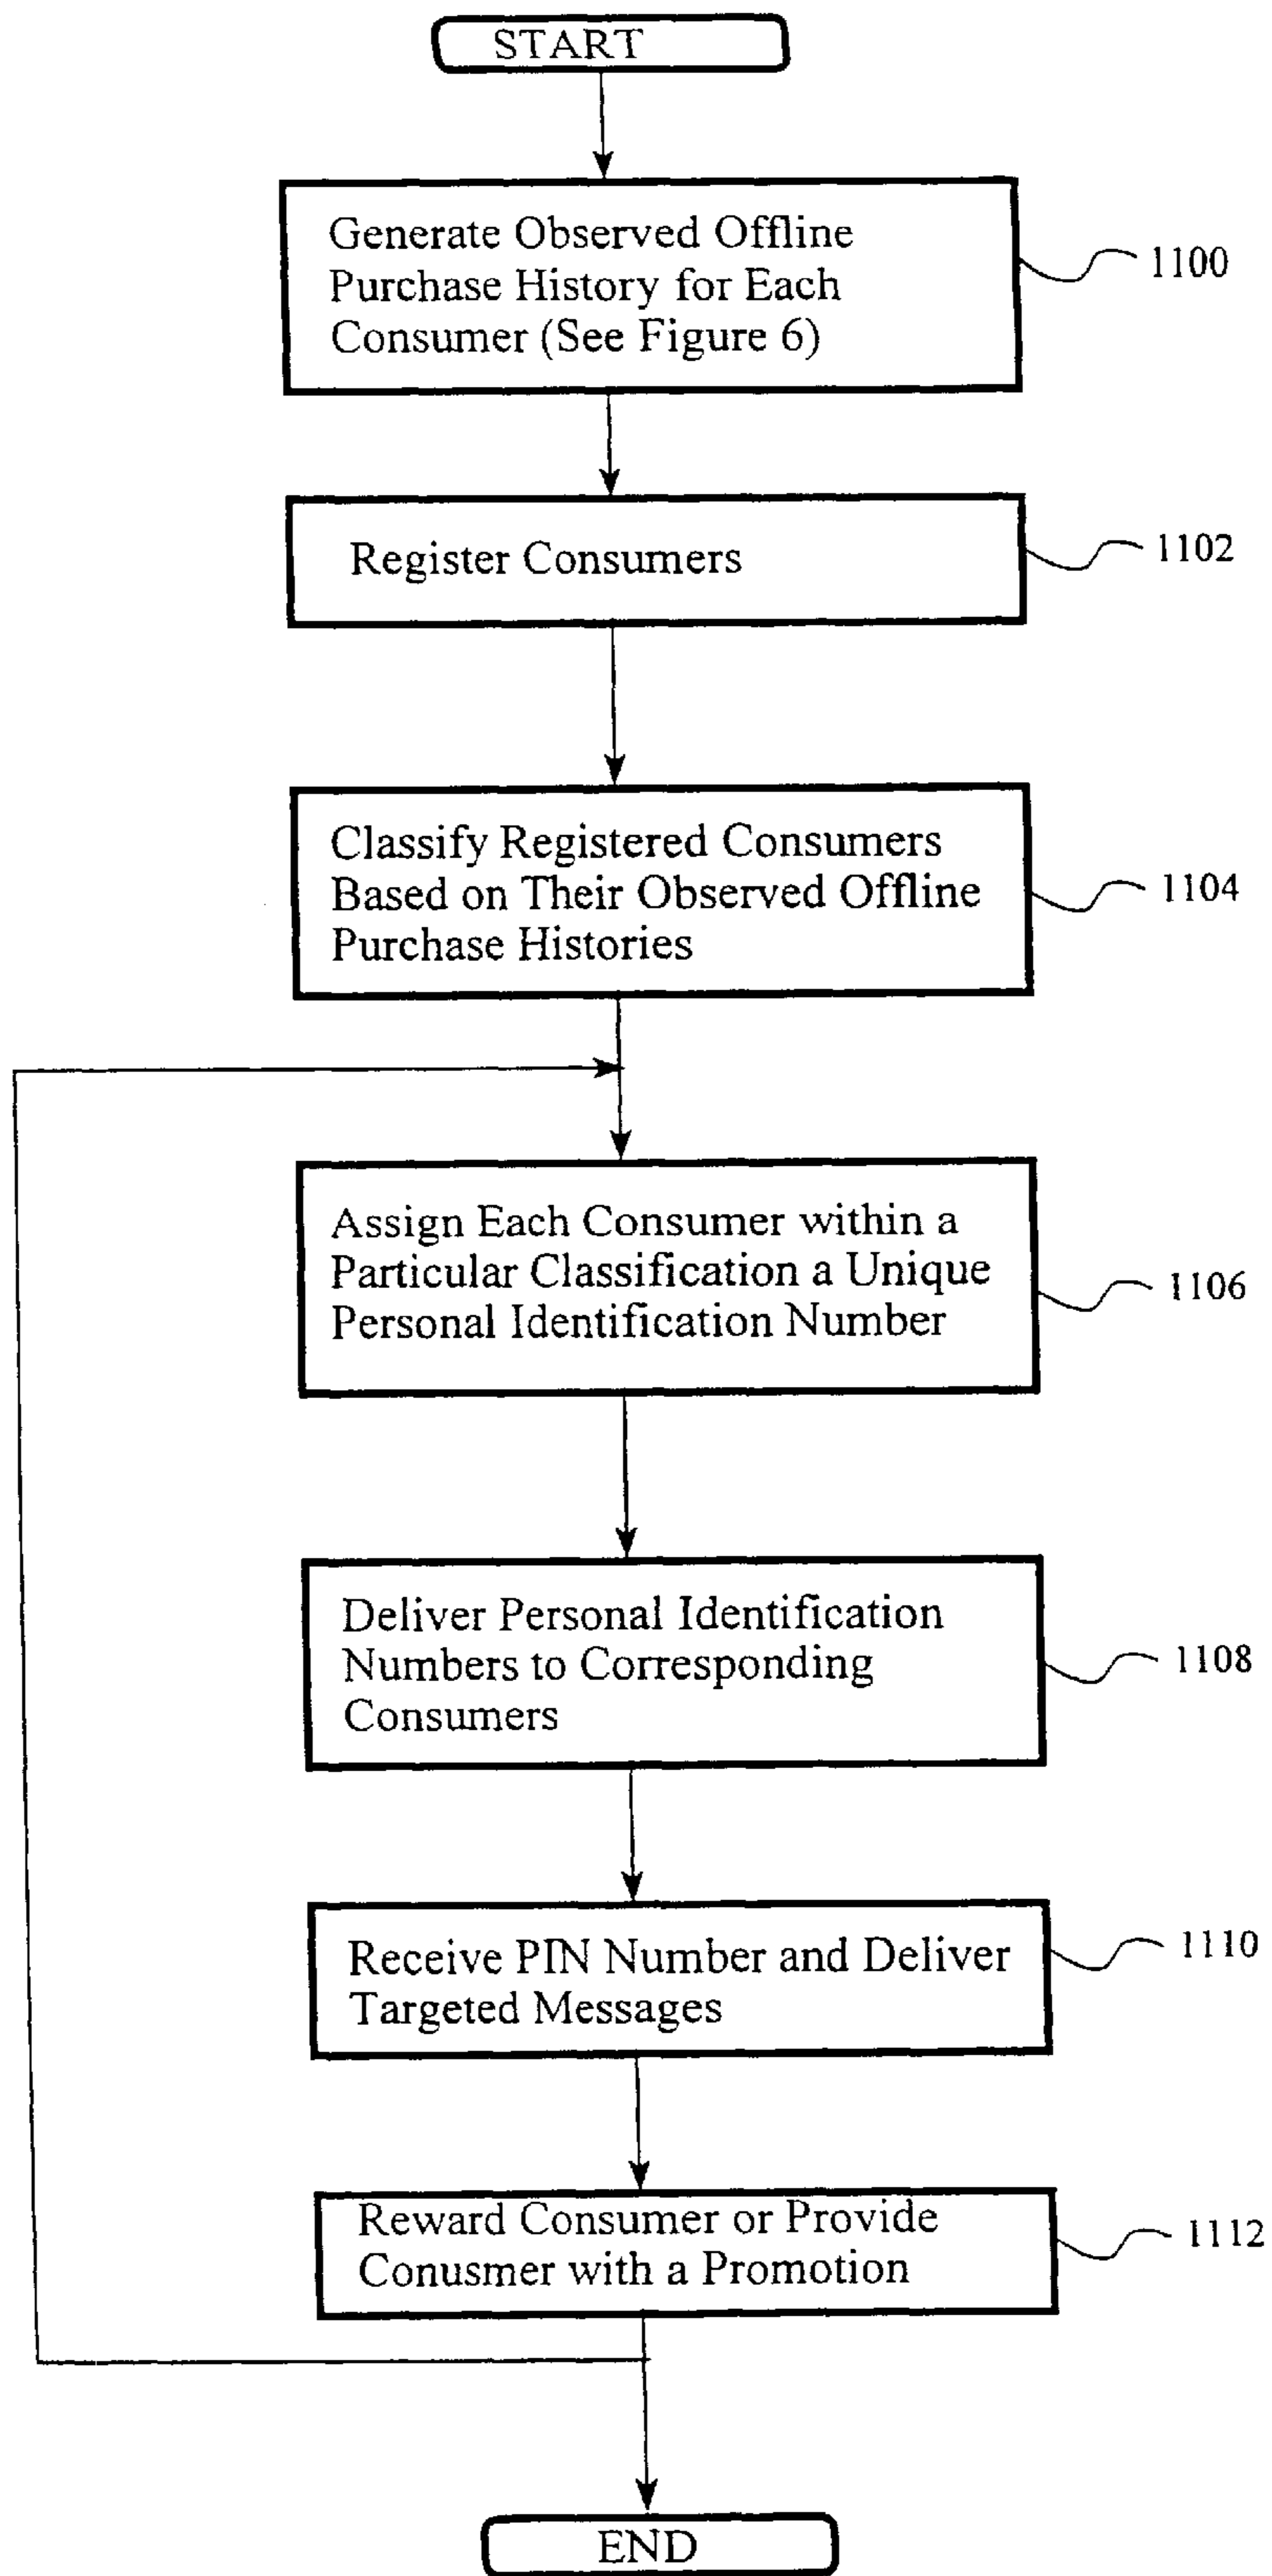 START
Generate Observed Offline
Purchase History for Each
Consumer (See Figure 6)
1100
Register Consumers
1102
Classify Registered Consumers
Based on Their Observed Offline
Purchase Histories
1104
Assign Each Consumer within a
Particular Classification a Unique
Personal Identification Number
1106
Deliver Personal Identification
Numbers to Corresponding
Consumers
1108
Receive PIN Number and Deliver
Targeted Messages
1110
Reward Consumer or Provide
Conusmer with a Promotion
1112
END